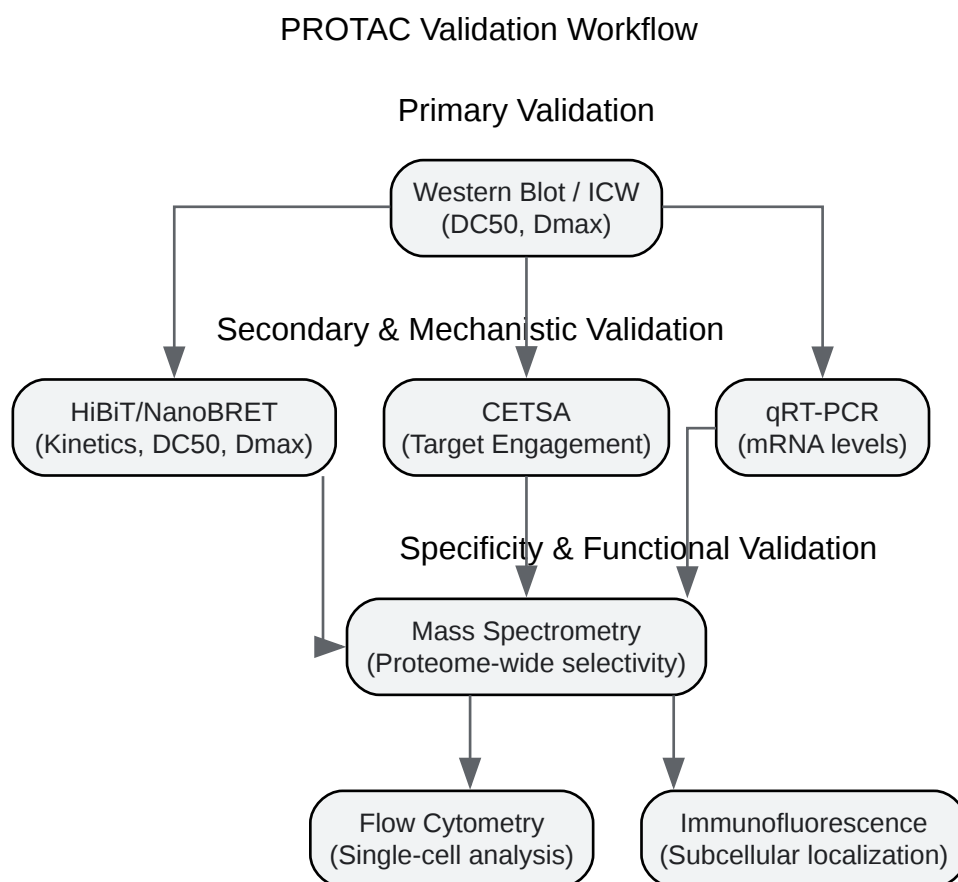 PROTAC Validation Workflow
Primary Validation
Western Blot / ICW
(DC50, Dmax)
Secondary & Mechanistic Validation
HiBiT/NanoBRET
(Kinetics, DC50, Dmax)
CETSA
(Target Engagement)
qRT-PCR
(mRNA levels)
Specificity & Functional Validation
Mass Spectrometry
(Proteome-wide selectivity)
Flow Cytometry
(Single-cell analysis)
Immunofluorescence
(Subcellular localization)